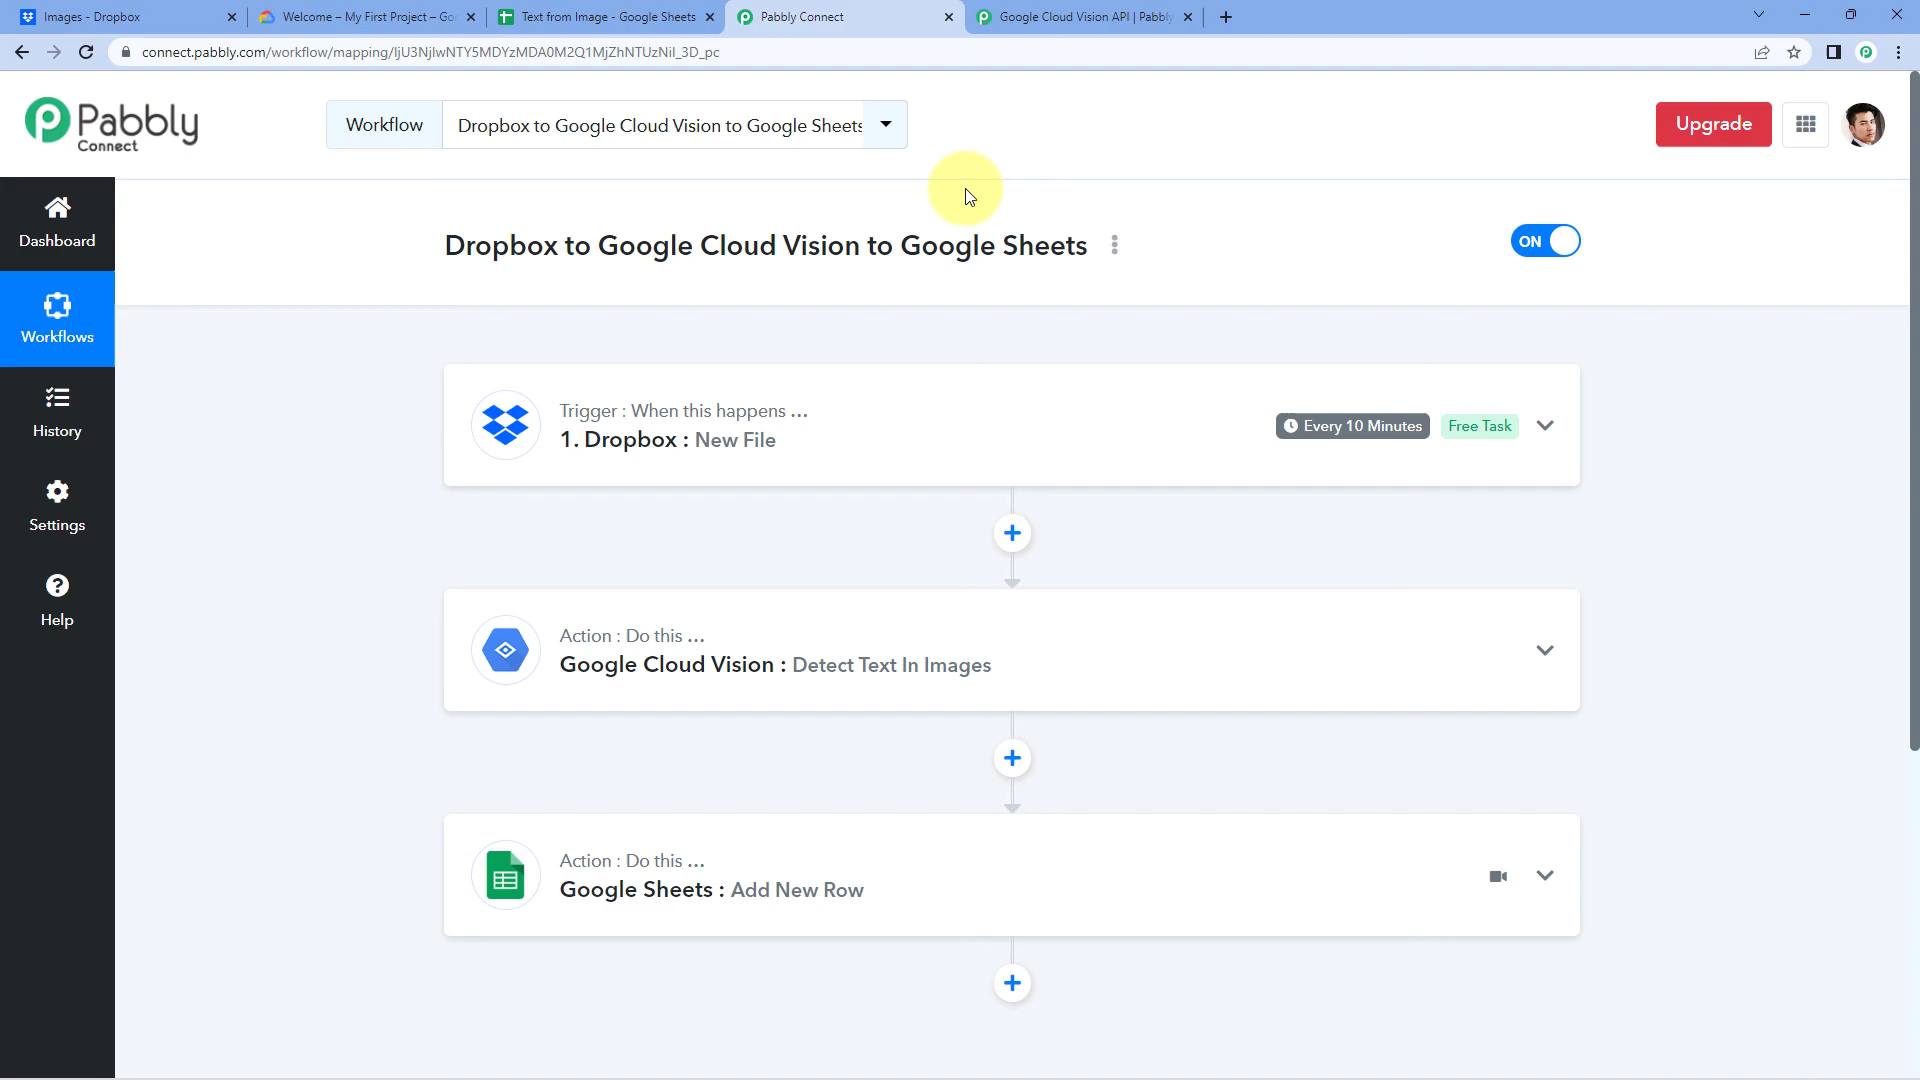 Images - Dropbox
Welcome – My First Project – Goo
Text from Image - Google Sheets
Pabbly Connect
Google Cloud Vision API | Pabbly
connect.pabbly.com/workflow/mapping/
Pabbly
Connect
Workflow
Dropbox to Google Cloud Vision to Google Sheets
Upgrade
Dashboard
Workflows
History
Settings
Help
Dropbox to Google Cloud Vision to Google Sheets
ON
Trigger : When this happens ...
1. Dropbox : New File
Every 10 Minutes
Free Task
Action : Do this ...
Google Cloud Vision : Detect Text In Images
Action : Do this ...
Google Sheets : Add New Row